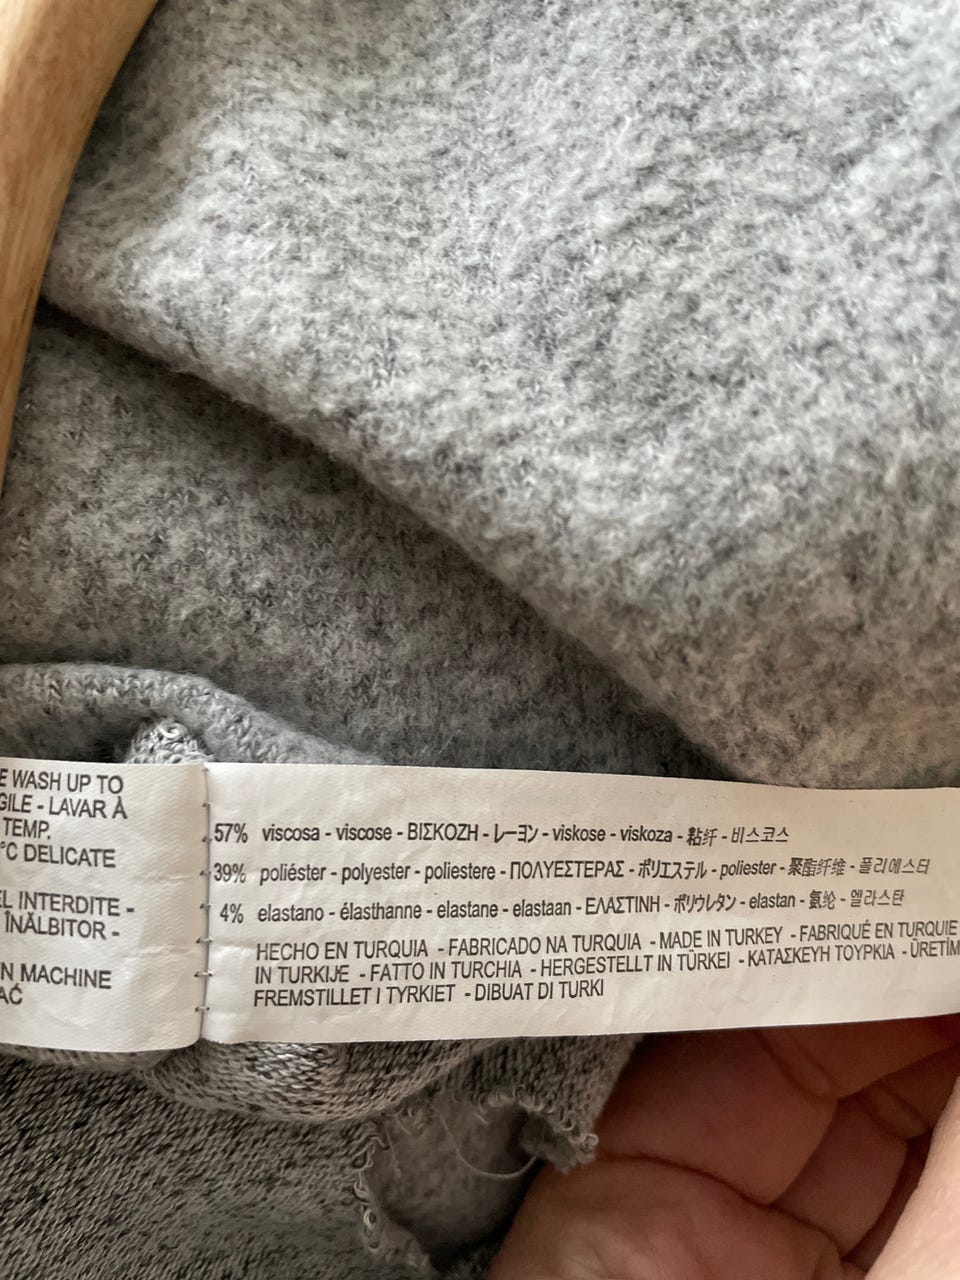 E WASH UP TO
GILE - LAVAR À
TEMP.
°C DELICATE
EL INTERDITE -
ÎNĂLBITOR -
N MACHINE
AĆ
57% viscosa - viscose - ΒΙΣΚΟΖΗ - レーヨン - viskose - viskoza - 粘纤 - 비스코스
39% poliéster - polyester - poliestere - ΠΟΛΥΕΣΤΕΡΑΣ - ポリエステル - poliester - 聚酯纤维 - 폴리에스터
4% elastano - élasthanne - elastane - elastaan - ΕΛΑΣΤΙΝΗ - ポリウレタン - elastan - 氨纶 - 엘라스탄
HECHO EN TURQUIA - FABRICADO NA TURQUIA - MADE IN TURKEY - FABRIQUÉ EN TURQUIE
IN TURKIJE - FATTO IN TURCHIA - HERGESTELLT IN TÜRKEI - ΚΑΤΑΣΚΕΥΗ ΤΟΥΡΚΙΑ - ÜRETİM
FREMSTILLET I TYRKIET - DIBUAT DI TURKI